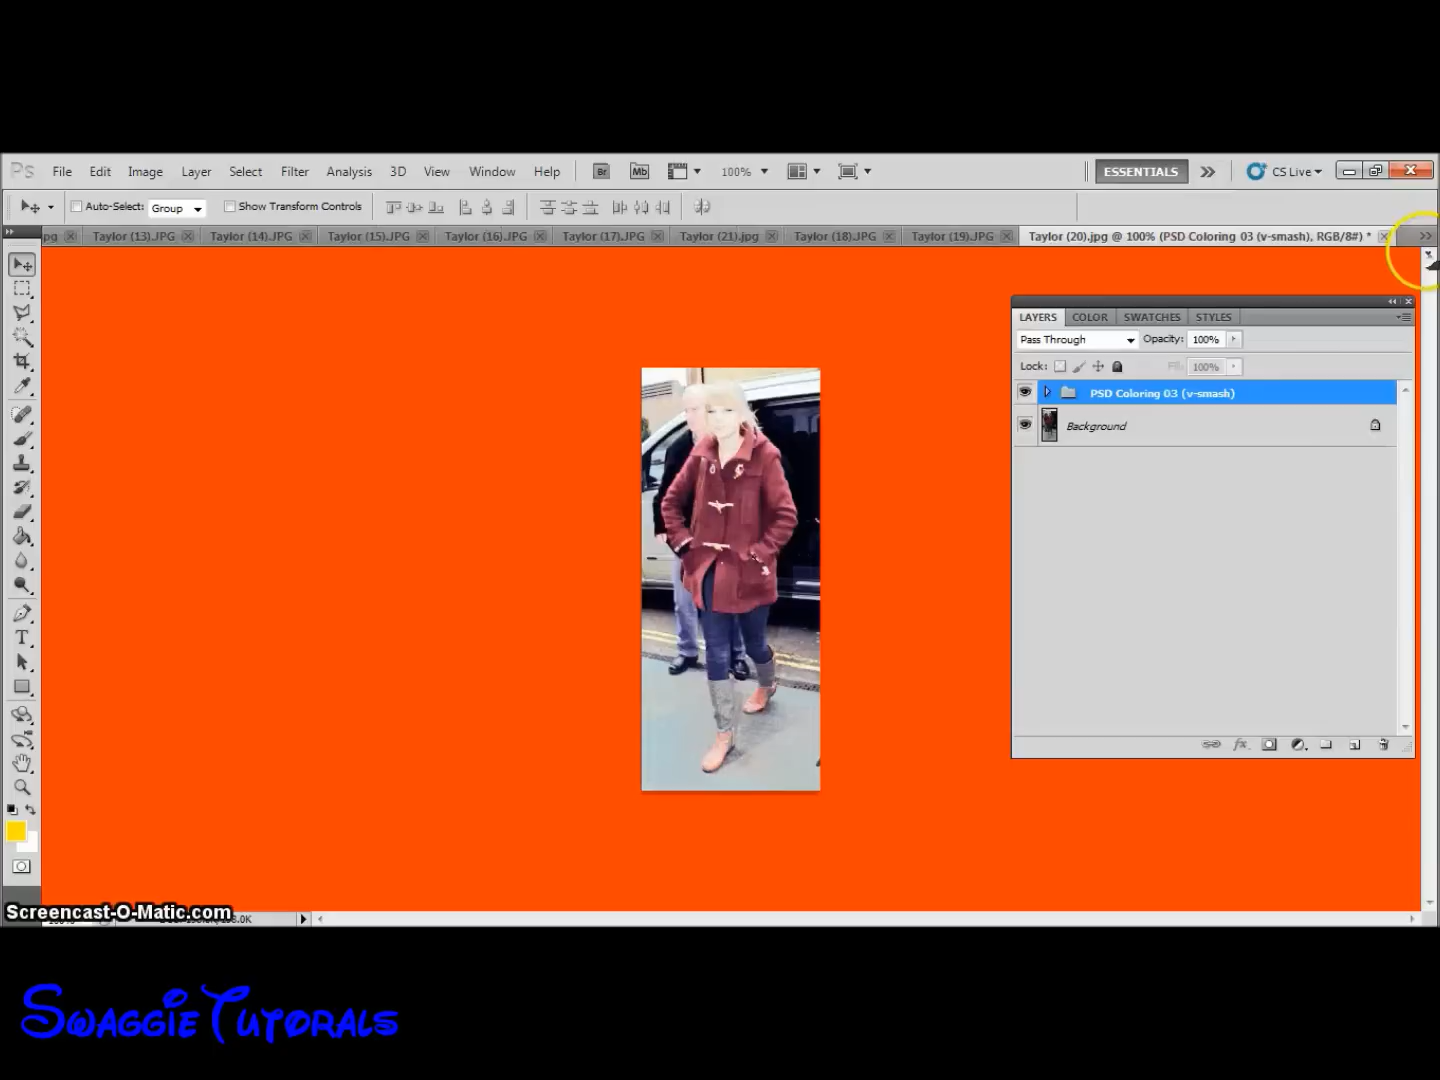 Ps File Edit Image Layer Select Filter Analysis 3D View Window Help Br Mb 100% ESSENTIALS CS Live
Auto-Select: Group Show Transform Controls
pg Taylor (13).JPG Taylor (14).JPG Taylor (15).JPG Taylor (16).JPG Taylor (17).JPG Taylor (21).jpg Taylor (18).JPG Taylor (19).JPG Taylor (20).jpg @ 100% (PSD Coloring 03 (v-smash), RGB/8#) *
LAYERS COLOR SWATCHES STYLES
Pass Through Opacity: 100%
Lock: Fill: 100%
PSD Coloring 03 (v-smash)
Background
Screencast-O-Matic.com
Swaggie Tutorals